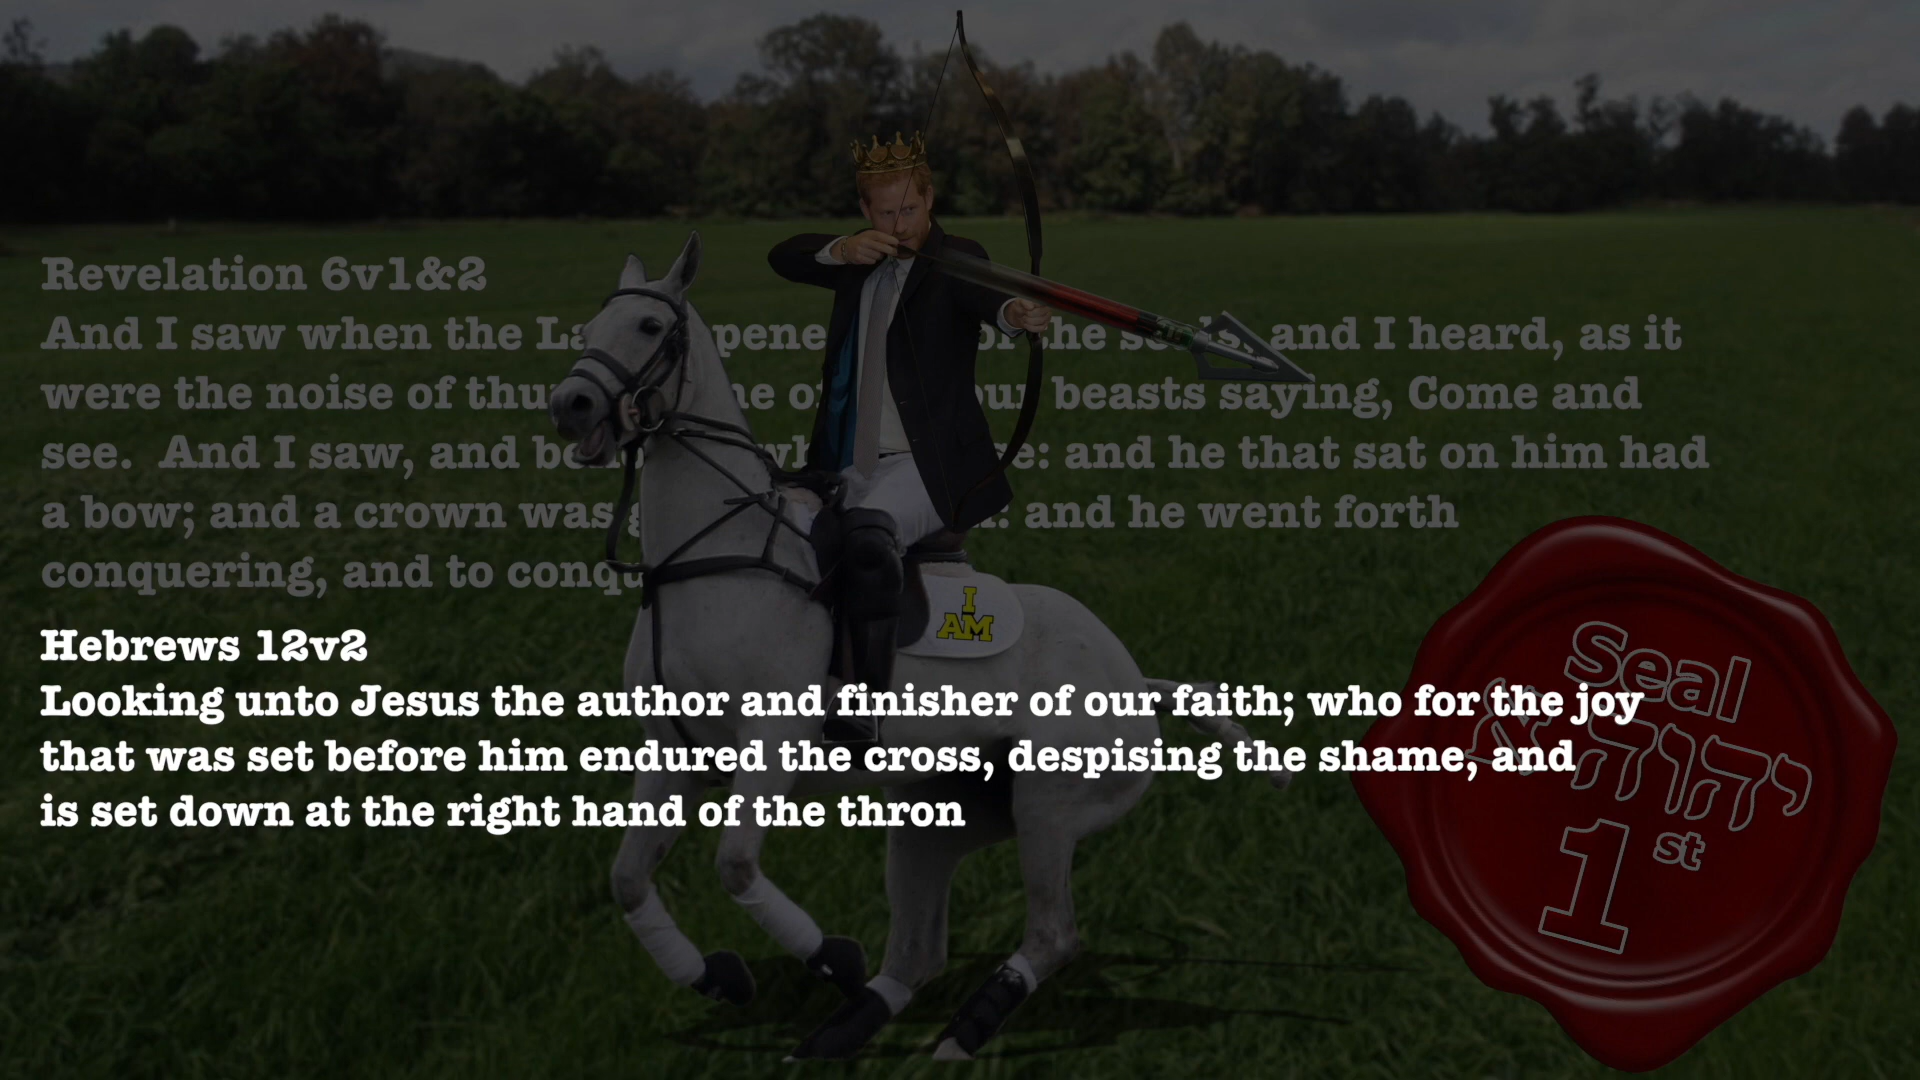 Revelation 6v1&2
And I saw when the pene the and I heard, as it
were the noise of beasts saying, Come and
see. And I saw, and and he that sat on him had
a bow; and a crown was and he went forth
conquering, and to
Hebrews 12v2
Looking unto Jesus the author and finisher of our faith; who for the joy
that was set before him endured the cross, despising the shame, and
is set down at the right hand of the thron
I
AM
Seal
א יהוה
1st